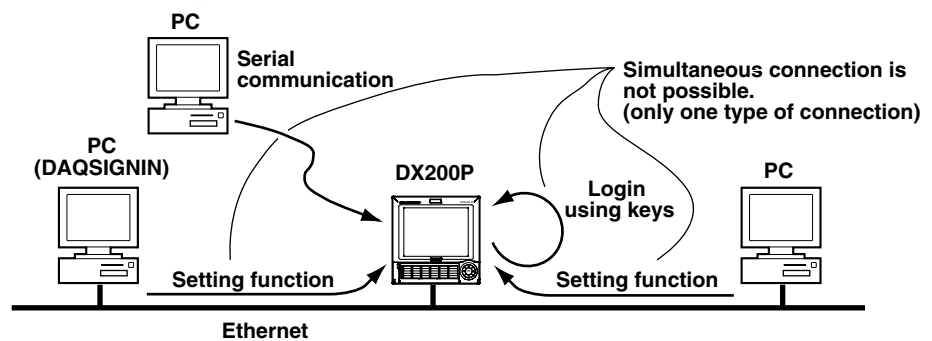 PC
Serial
communication
Simultaneous connection is
not possible.
(only one type of connection)
PC
(DAQSIGNIN)
DX200P
Login
using keys
PC
Setting function
Setting function
Ethernet